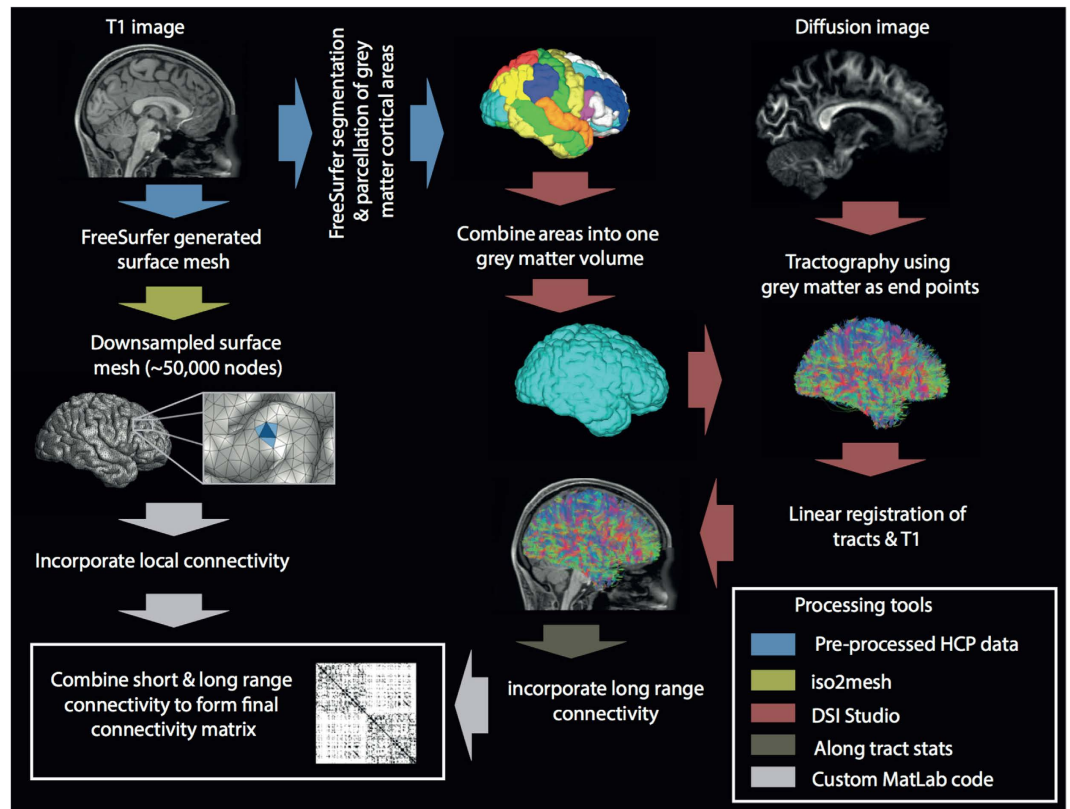 T1 image
Diffusion image
FreeSurfer segmentation
& parcellation of grey
matter cortical areas
FreeSurfer generated
surface mesh
Combine areas into one
grey matter volume
Tractography using
grey matter as end points
Downsampled surface
mesh (~50,000 nodes)
Linear registration of
tracts & T1
Incorporate local connectivity
incorporate long range
connectivity
Combine short & long range
connectivity to form final
connectivity matrix
Processing tools
Pre-processed HCP data
iso2mesh
DSI Studio
Along tract stats
Custom MatLab code